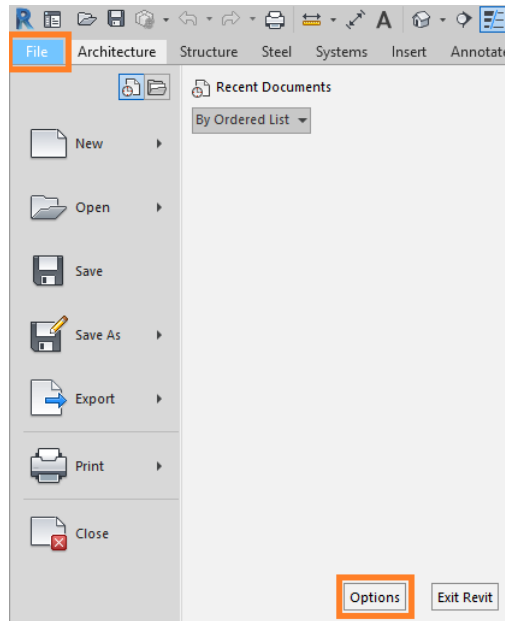 R A
File Architecture Structure Steel Systems Insert Annotate
Recent Documents
By Ordered List
New
Open
Save
Save As
Export
Print
Close
Options Exit Revit